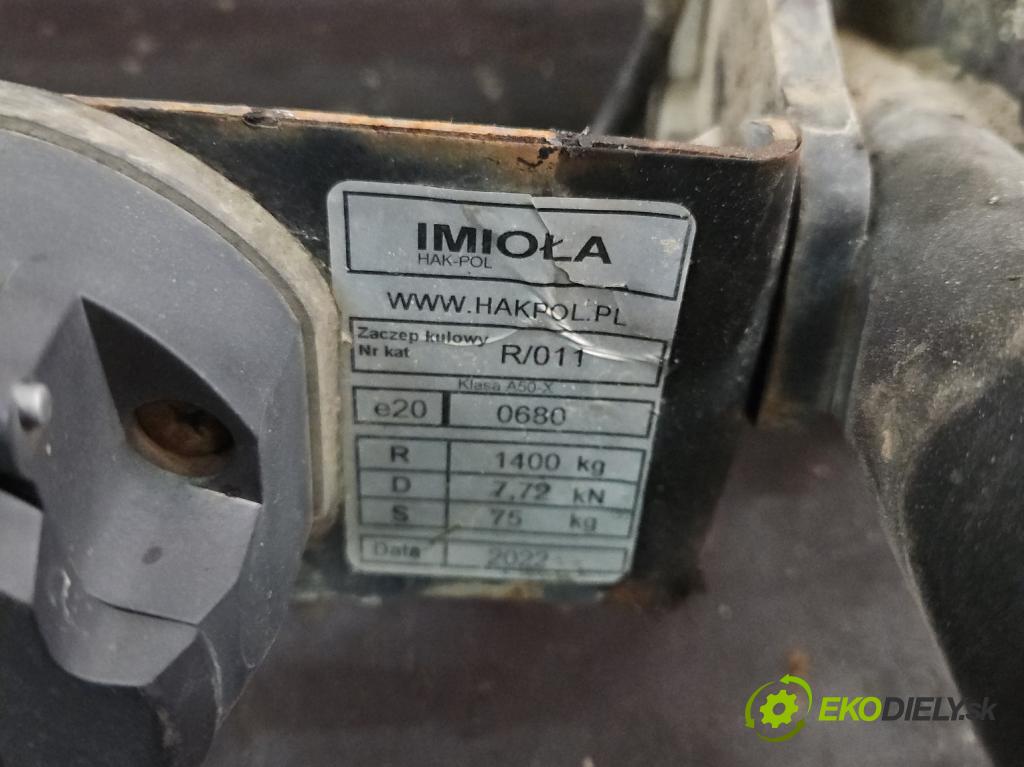 IMIOŁA
HAK-POL
WWW.HAKPOL.PL
Zaczep kulowy
Nr kat R/011
Klasa A50-X
e20 0680
R 1400 kg
D 7,72 kN
S 75 kg
Data 2022
EKODIELY.sk